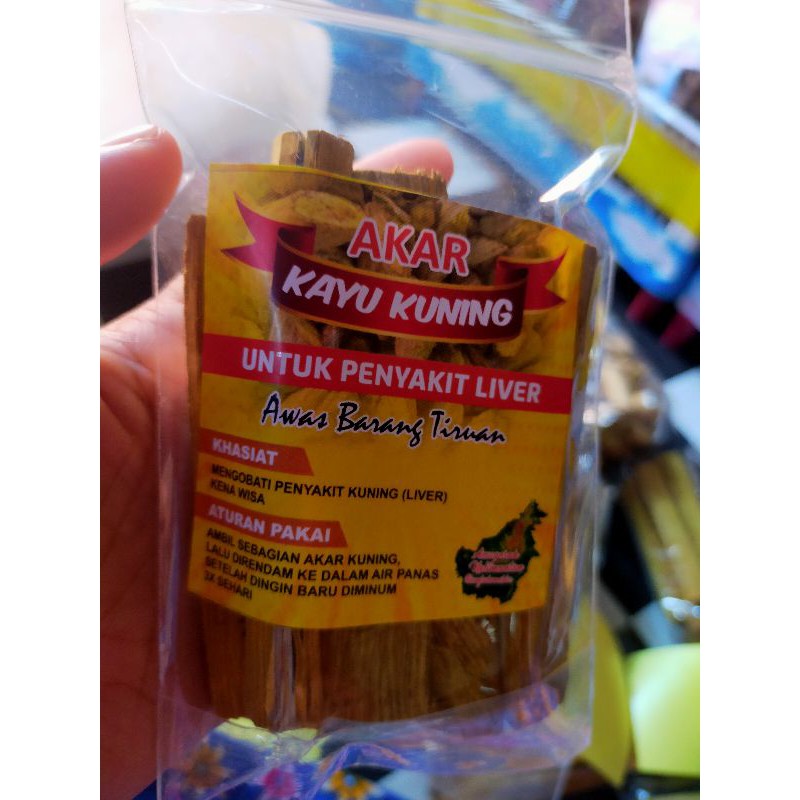 AKAR
KAYU KUNING
UNTUK PENYAKIT LIVER
Awas Barang Tiruan
KHASIAT
MENGOBATI PENYAKIT KUNING (LIVER)
KENA WISA
ATURAN PAKAI
AMBIL SEBAGIAN AKAR KUNING,
LALU DIRENDAM KE DALAM AIR PANAS
SETELAH DINGIN BARU DIMINUM
3X SEHARI